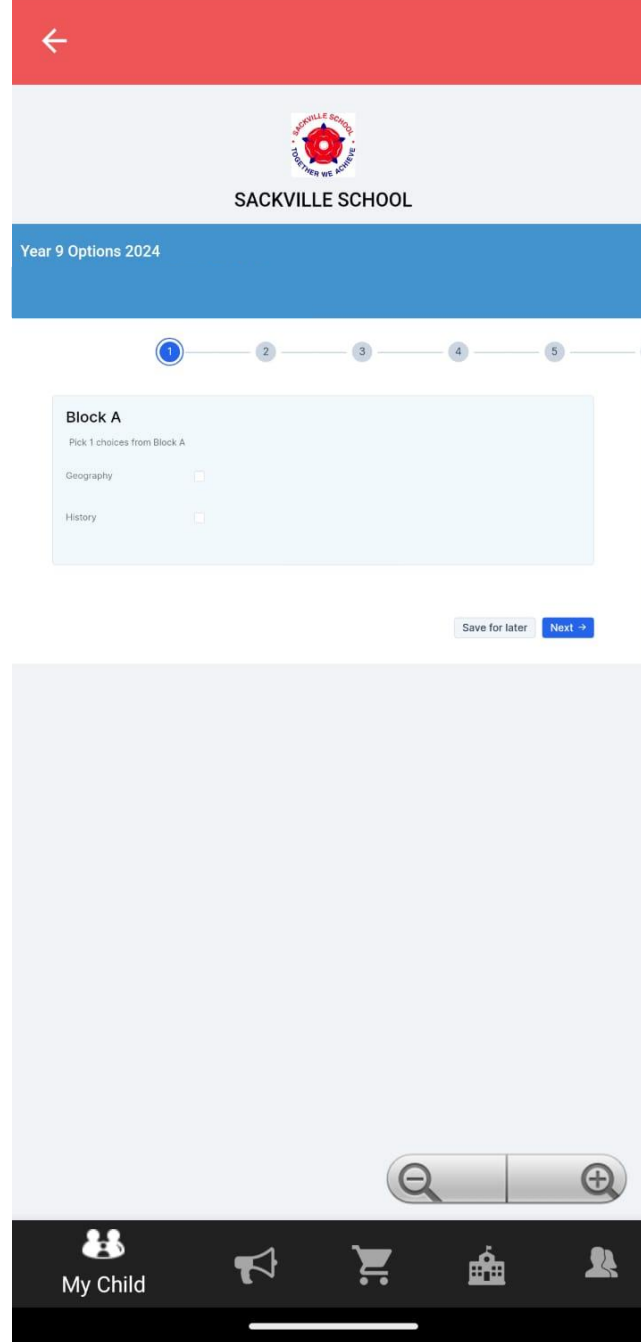 SACKVILLE SCHOOL
TOGETHER WE ACHIEVE
SACKVILLE SCHOOL
Year 9 Options 2024
1 2 3 4 5
Block A
Pick 1 choices from Block A
Geography
History
Save for later Next →
My Child